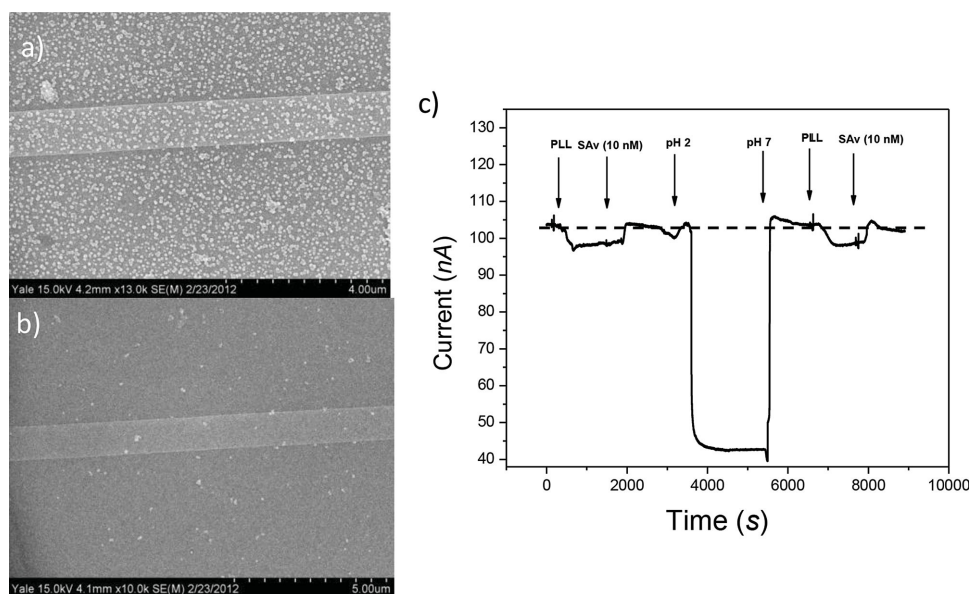 a)
Yale 15.0kV 4.2mm x13.0k SE(M) 2/23/2012 4.00um
b)
Yale 15.0kV 4.1mm x10.0k SE(M) 2/23/2012 5.00um
c)
PLL SAv (10 nM) pH 2 pH 7 PLL SAv (10 nM)
Current (nA)
130
120
110
100
90
80
70
60
50
40
0 2000 4000 6000 8000 10000
Time (s)